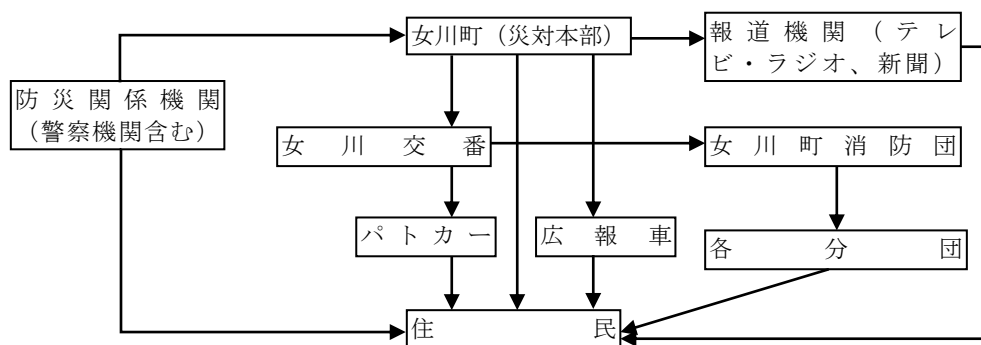 女川町（災対本部）
報道機関（テレ
ビ・ラジオ、新聞）
防災関係機関
（警察機関含む）
女川交番
女川町消防団
パトカー
広報車
各分団
住民